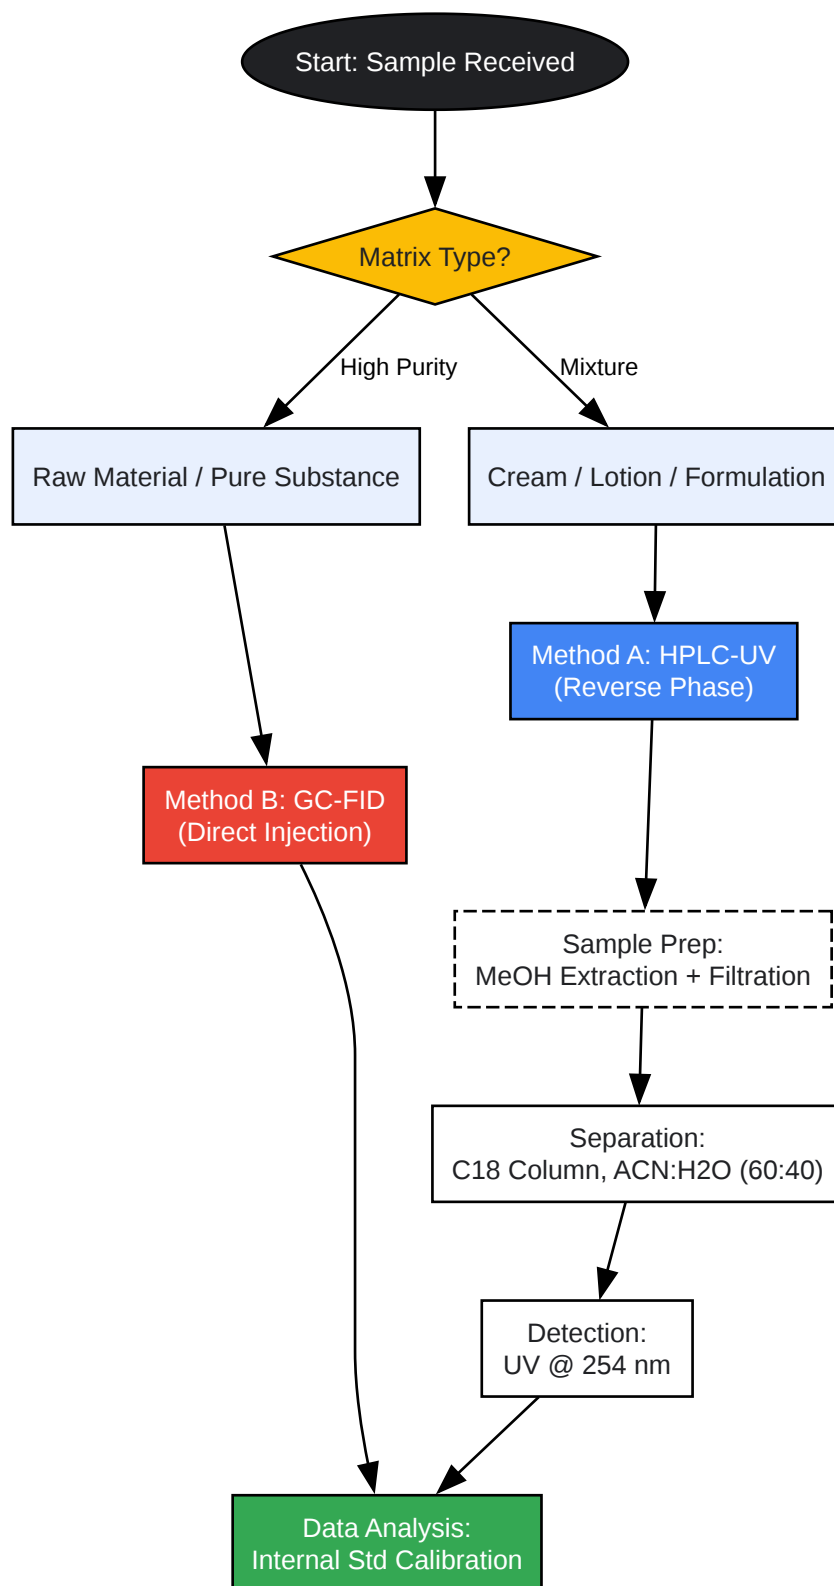 Start: Sample Received
Matrix Type?
High Purity
Mixture
Raw Material / Pure Substance
Cream / Lotion / Formulation
Method A: HPLC-UV
(Reverse Phase)
Method B: GC-FID
(Direct Injection)
Sample Prep:
MeOH Extraction + Filtration
Separation:
C18 Column, ACN:H2O (60:40)
Detection:
UV @ 254 nm
Data Analysis:
Internal Std Calibration